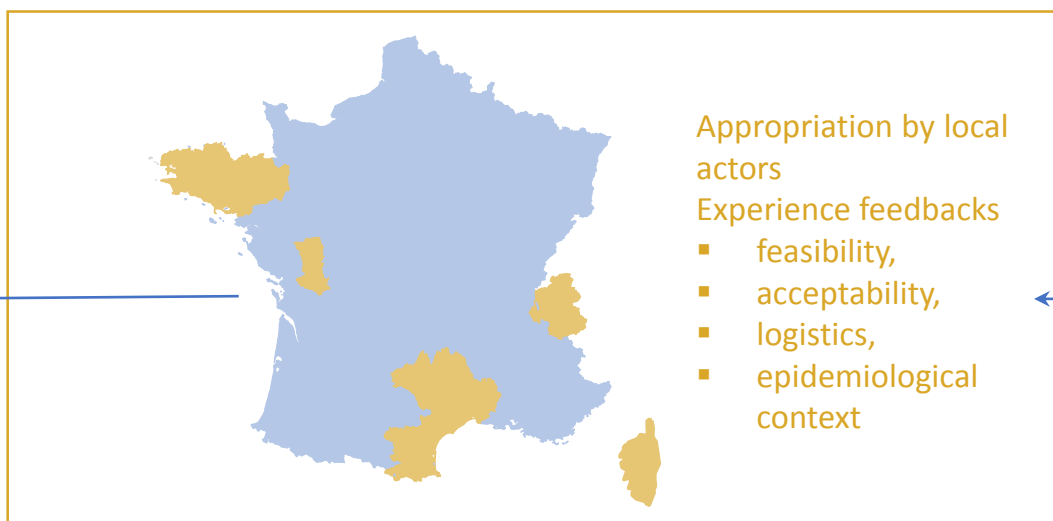 Appropriation by local
actors
Experience feedbacks
▪ feasibility,
▪ acceptability,
▪ logistics,
▪ epidemiological
context